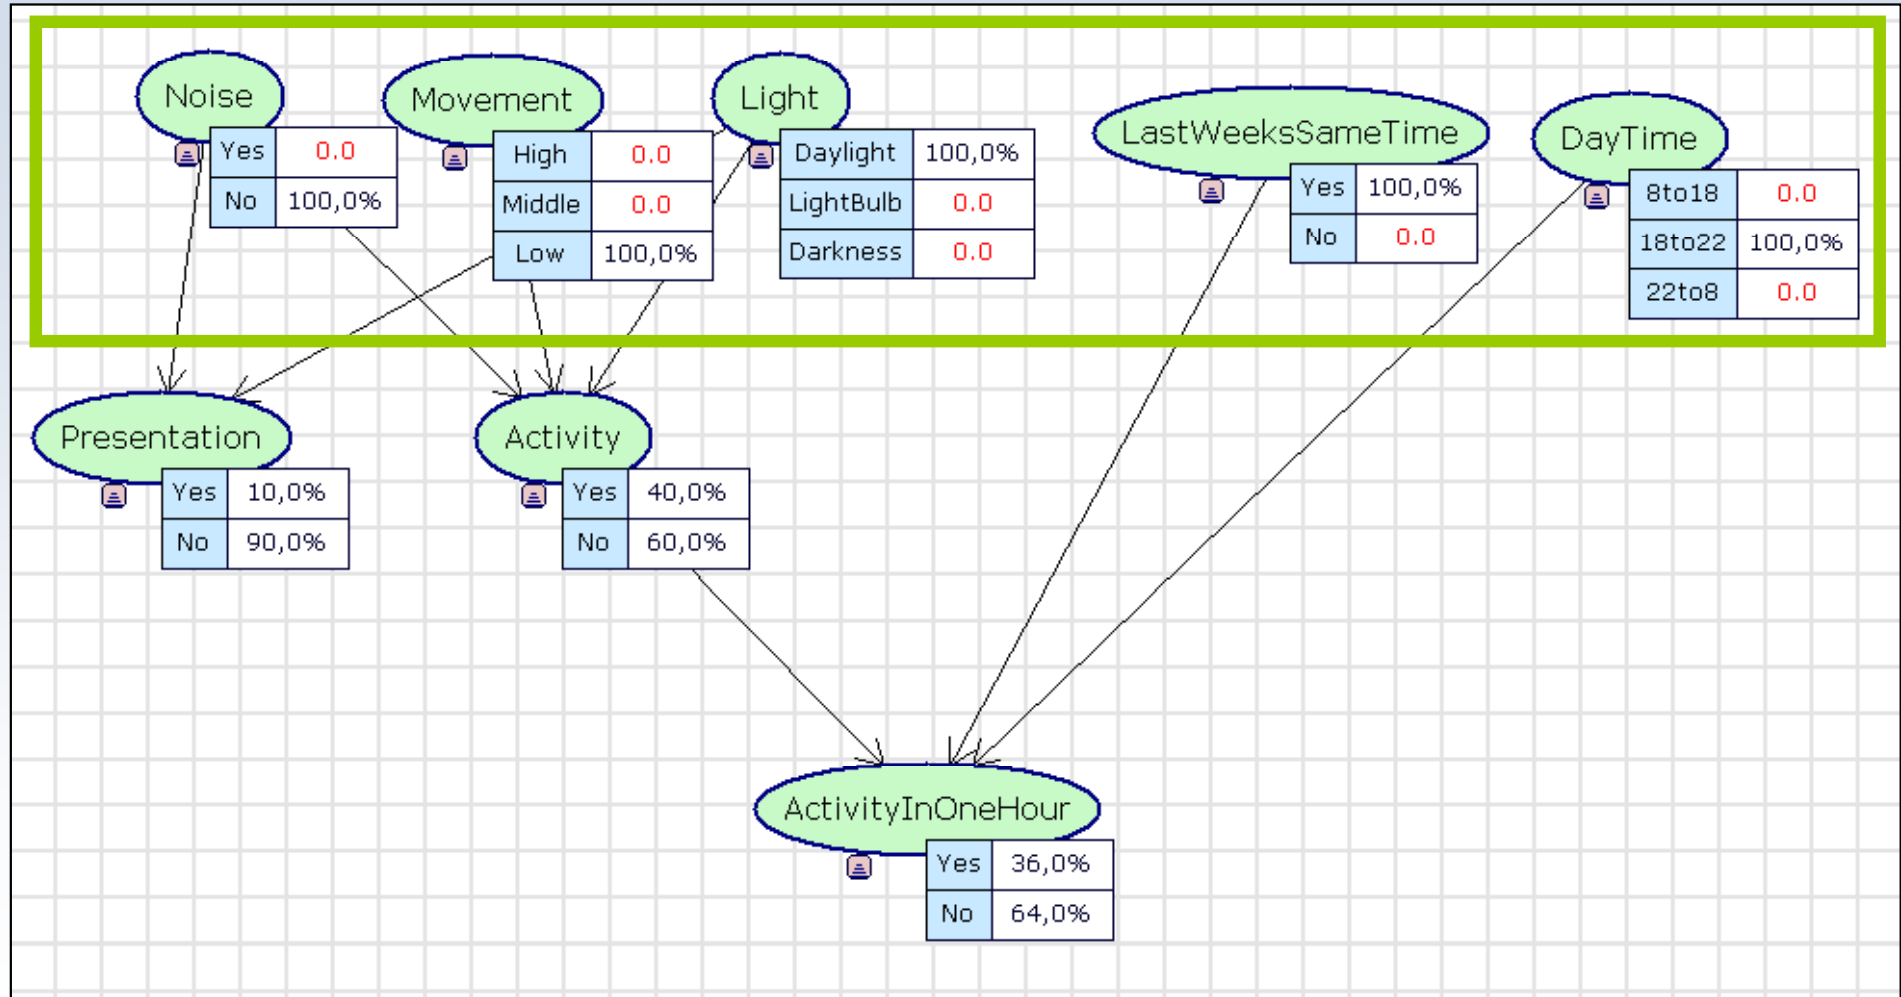 Noise
Yes 0.0
No 100,0%
Movement
High 0.0
Middle 0.0
Low 100,0%
Light
Daylight 100,0%
LightBulb 0.0
Darkness 0.0
LastWeeksSameTime
Yes 100,0%
No 0.0
DayTime
8to18 0.0
18to22 100,0%
22to8 0.0
Presentation
Yes 10,0%
No 90,0%
Activity
Yes 40,0%
No 60,0%
ActivityInOneHour
Yes 36,0%
No 64,0%